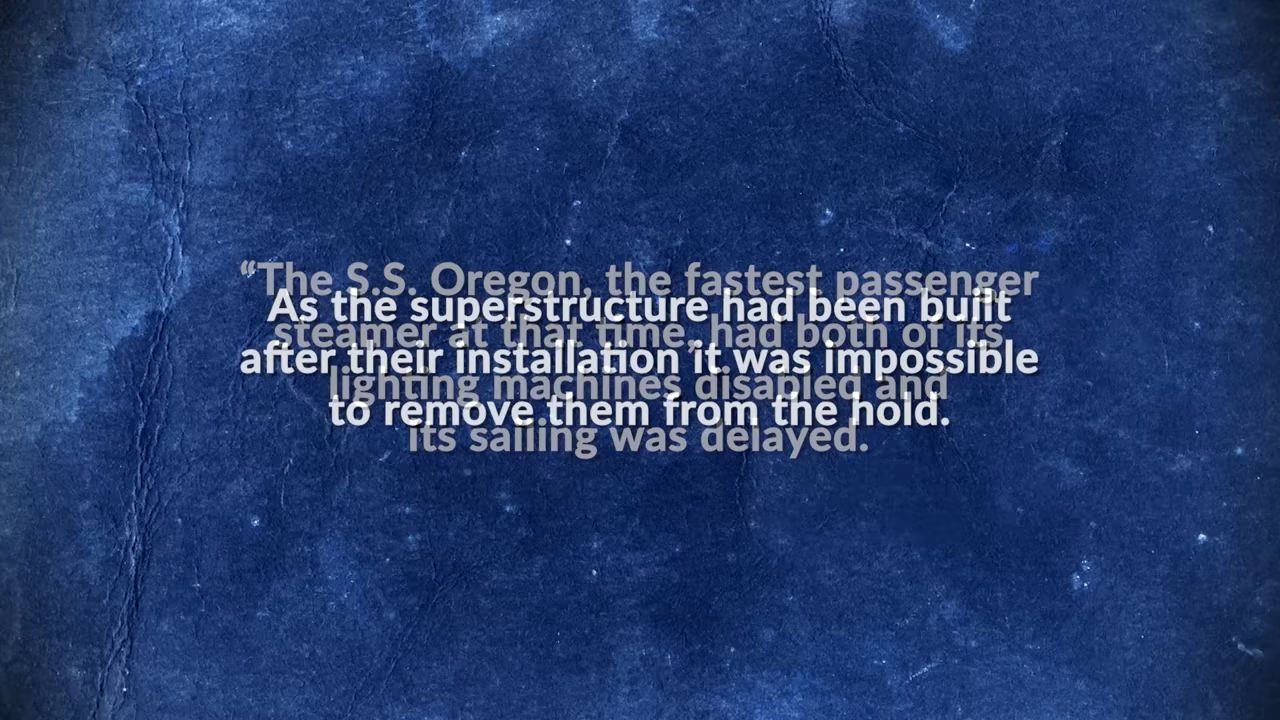 “The S.S. Oregon, the fastest passenger
steamer at that time, had both of its
lighting machines disabled and
its sailing was delayed.
As the superstructure had been built
after their installation it was impossible
to remove them from the hold.